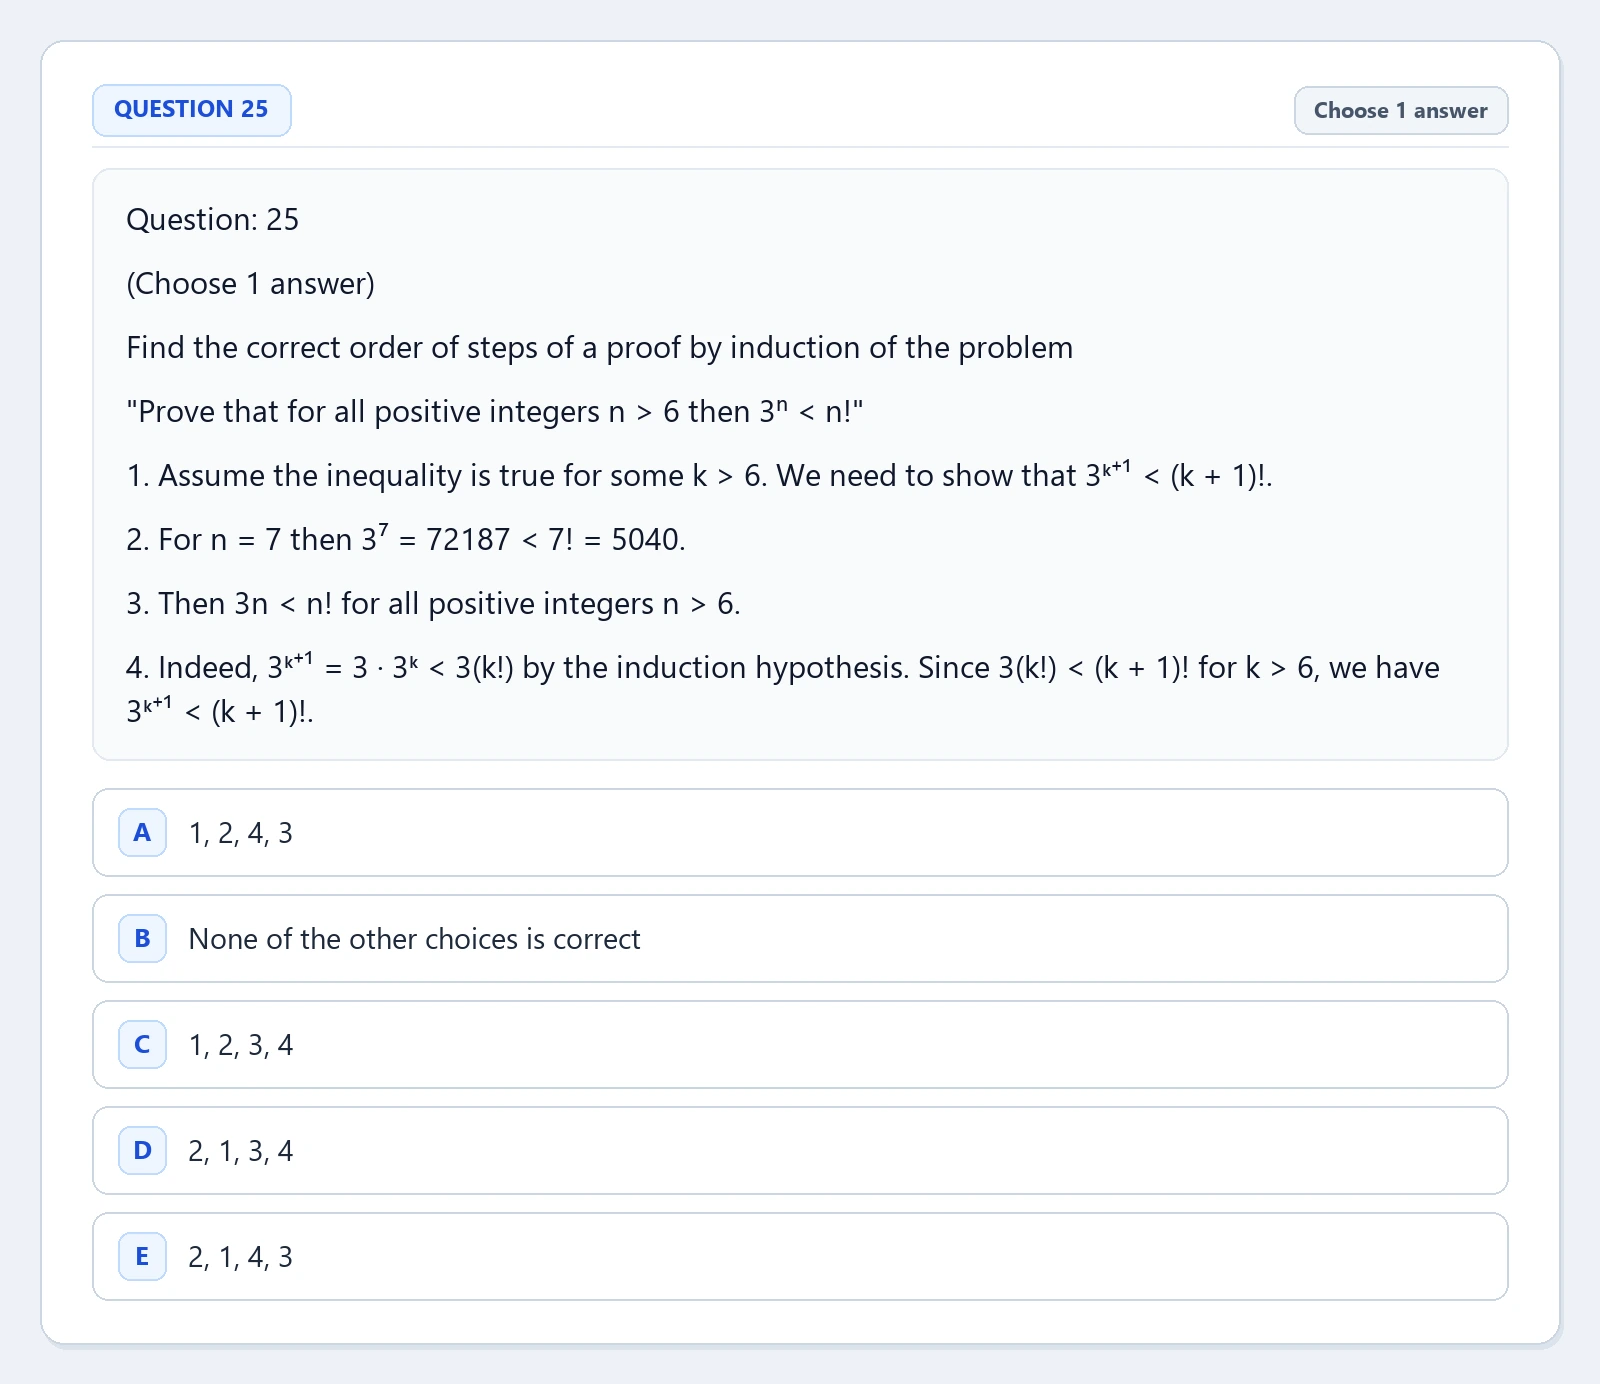 QUESTION 25
Choose 1 answer
Question: 25
(Choose 1 answer)
Find the correct order of steps of a proof by induction of the problem
"Prove that for all positive integers n > 6 then 3ⁿ < n!"
1. Assume the inequality is true for some k > 6. We need to show that 3ᵏ⁺¹ < (k + 1)!.
2. For n = 7 then 3⁷ = 72187 < 7! = 5040.
3. Then 3n < n! for all positive integers n > 6.
4. Indeed, 3ᵏ⁺¹ = 3 · 3ᵏ < 3(k!) by the induction hypothesis. Since 3(k!) < (k + 1)! for k > 6, we have
3ᵏ⁺¹ < (k + 1)!.
A 1, 2, 4, 3
B None of the other choices is correct
C 1, 2, 3, 4
D 2, 1, 3, 4
E 2, 1, 4, 3